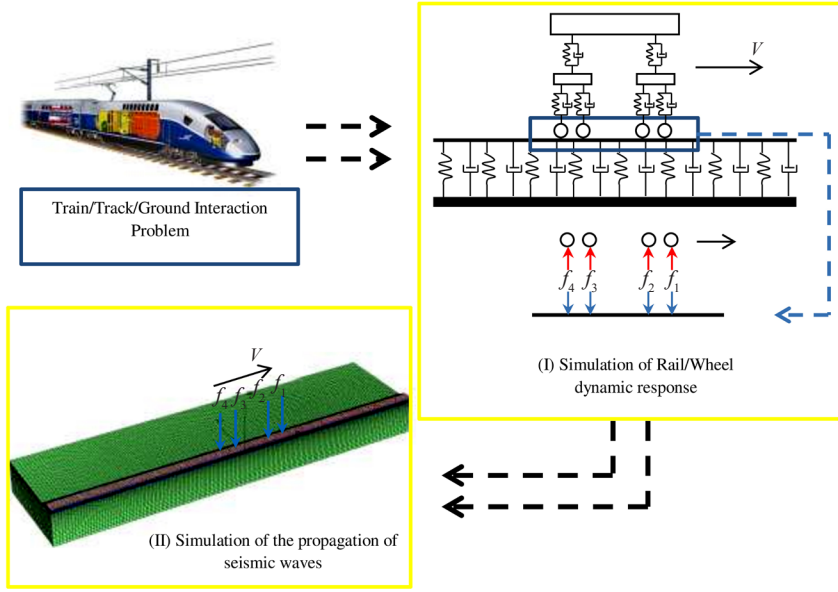 Train/Track/Ground Interaction
Problem
V
f4 f3 f2 f1
(I) Simulation of Rail/Wheel
dynamic response
V
f4 f3 f2 f1
(II) Simulation of the propagation of
seismic waves